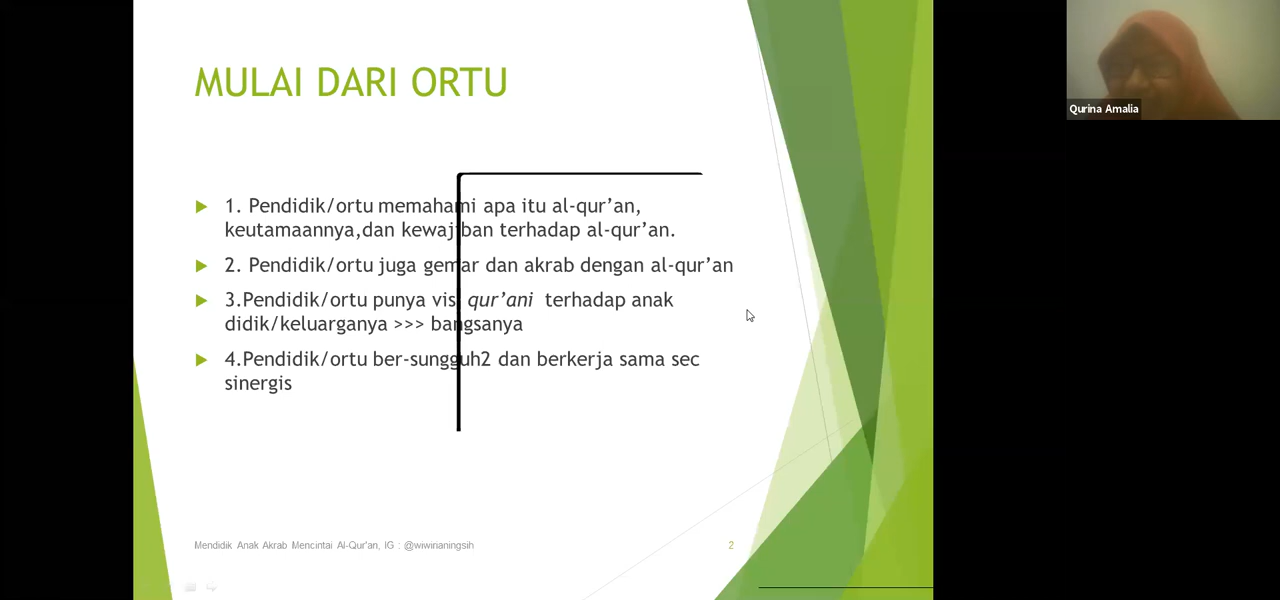 MULAI DARI ORTU
1. Pendidik/ortu memahami apa itu al-qur’an,
keutamaannya,dan kewajiban terhadap al-qur’an.
2. Pendidik/ortu juga gemar dan akrab dengan al-qur’an
3.Pendidik/ortu punya visi qur’ani terhadap anak
didik/keluarganya >>> bangsanya
4.Pendidik/ortu ber-sungguh2 dan berkerja sama sec
sinergis
Mendidik Anak Akrab Mencintai Al-Qur'an, IG : @wiwirianingsih
2
Qurina Amalia